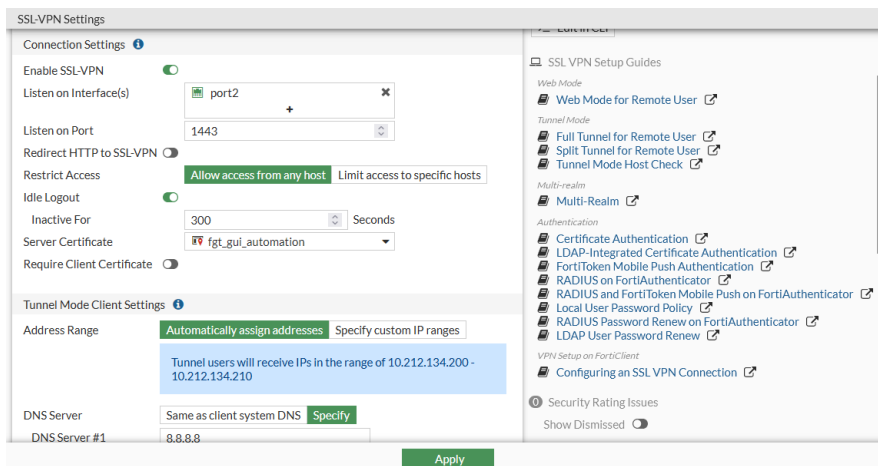 SSL-VPN Settings
Connection Settings
Enable SSL-VPN
Listen on Interface(s) port2
+
Listen on Port 1443
Redirect HTTP to SSL-VPN
Restrict Access Allow access from any host Limit access to specific hosts
Idle Logout
Inactive For 300 Seconds
Server Certificate fgt_gui_automation
Require Client Certificate
Tunnel Mode Client Settings
Address Range Automatically assign addresses Specify custom IP ranges
Tunnel users will receive IPs in the range of 10.212.134.200 -
10.212.134.210
DNS Server Same as client system DNS Specify
DNS Server #1 8.8.8.8
Edit in CLI
SSL VPN Setup Guides
Web Mode
Web Mode for Remote User
Tunnel Mode
Full Tunnel for Remote User
Split Tunnel for Remote User
Tunnel Mode Host Check
Multi-realm
Multi-Realm
Authentication
Certificate Authentication
LDAP-Integrated Certificate Authentication
FortiToken Mobile Push Authentication
RADIUS on FortiAuthenticator
RADIUS and FortiToken Mobile Push on FortiAuthenticator
Local User Password Policy
RADIUS Password Renew on FortiAuthenticator
LDAP User Password Renew
VPN Setup on FortiClient
Configuring an SSL VPN Connection
0 Security Rating Issues
Show Dismissed
Apply